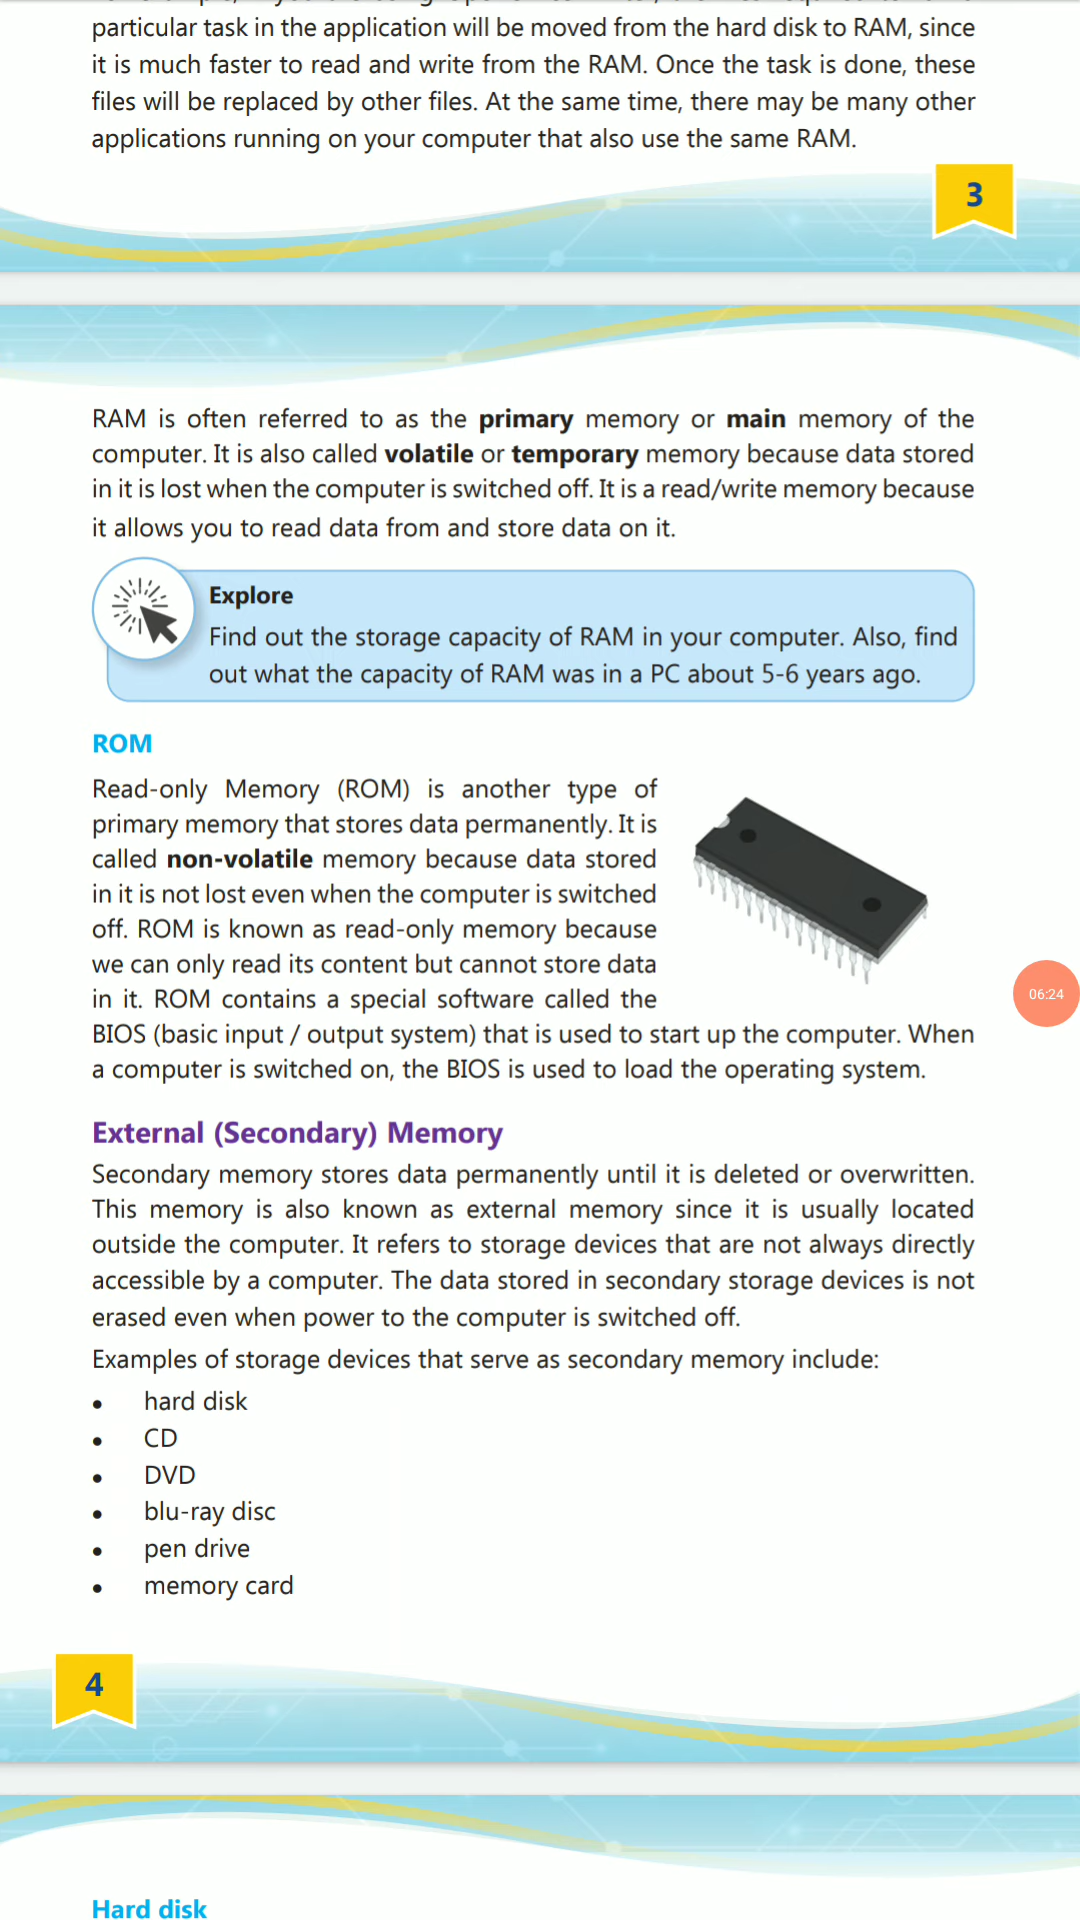 particular task in the application will be moved from the hard disk to RAM, since
it is much faster to read and write from the RAM. Once the task is done, these
files will be replaced by other files. At the same time, there may be many other
applications running on your computer that also use the same RAM.
3
RAM is often referred to as the primary memory or main memory of the
computer. It is also called volatile or temporary memory because data stored
in it is lost when the computer is switched off. It is a read/write memory because
it allows you to read data from and store data on it.
Explore
Find out the storage capacity of RAM in your computer. Also, find
out what the capacity of RAM was in a PC about 5-6 years ago.
ROM
Read-only Memory (ROM) is another type of
primary memory that stores data permanently. It is
called non-volatile memory because data stored
in it is not lost even when the computer is switched
off. ROM is known as read-only memory because
we can only read its content but cannot store data
in it. ROM contains a special software called the
BIOS (basic input / output system) that is used to start up the computer. When
a computer is switched on, the BIOS is used to load the operating system.
06:24
External (Secondary) Memory
Secondary memory stores data permanently until it is deleted or overwritten.
This memory is also known as external memory since it is usually located
outside the computer. It refers to storage devices that are not always directly
accessible by a computer. The data stored in secondary storage devices is not
erased even when power to the computer is switched off.
Examples of storage devices that serve as secondary memory include:
• hard disk
• CD
• DVD
• blu-ray disc
• pen drive
• memory card
4
Hard disk